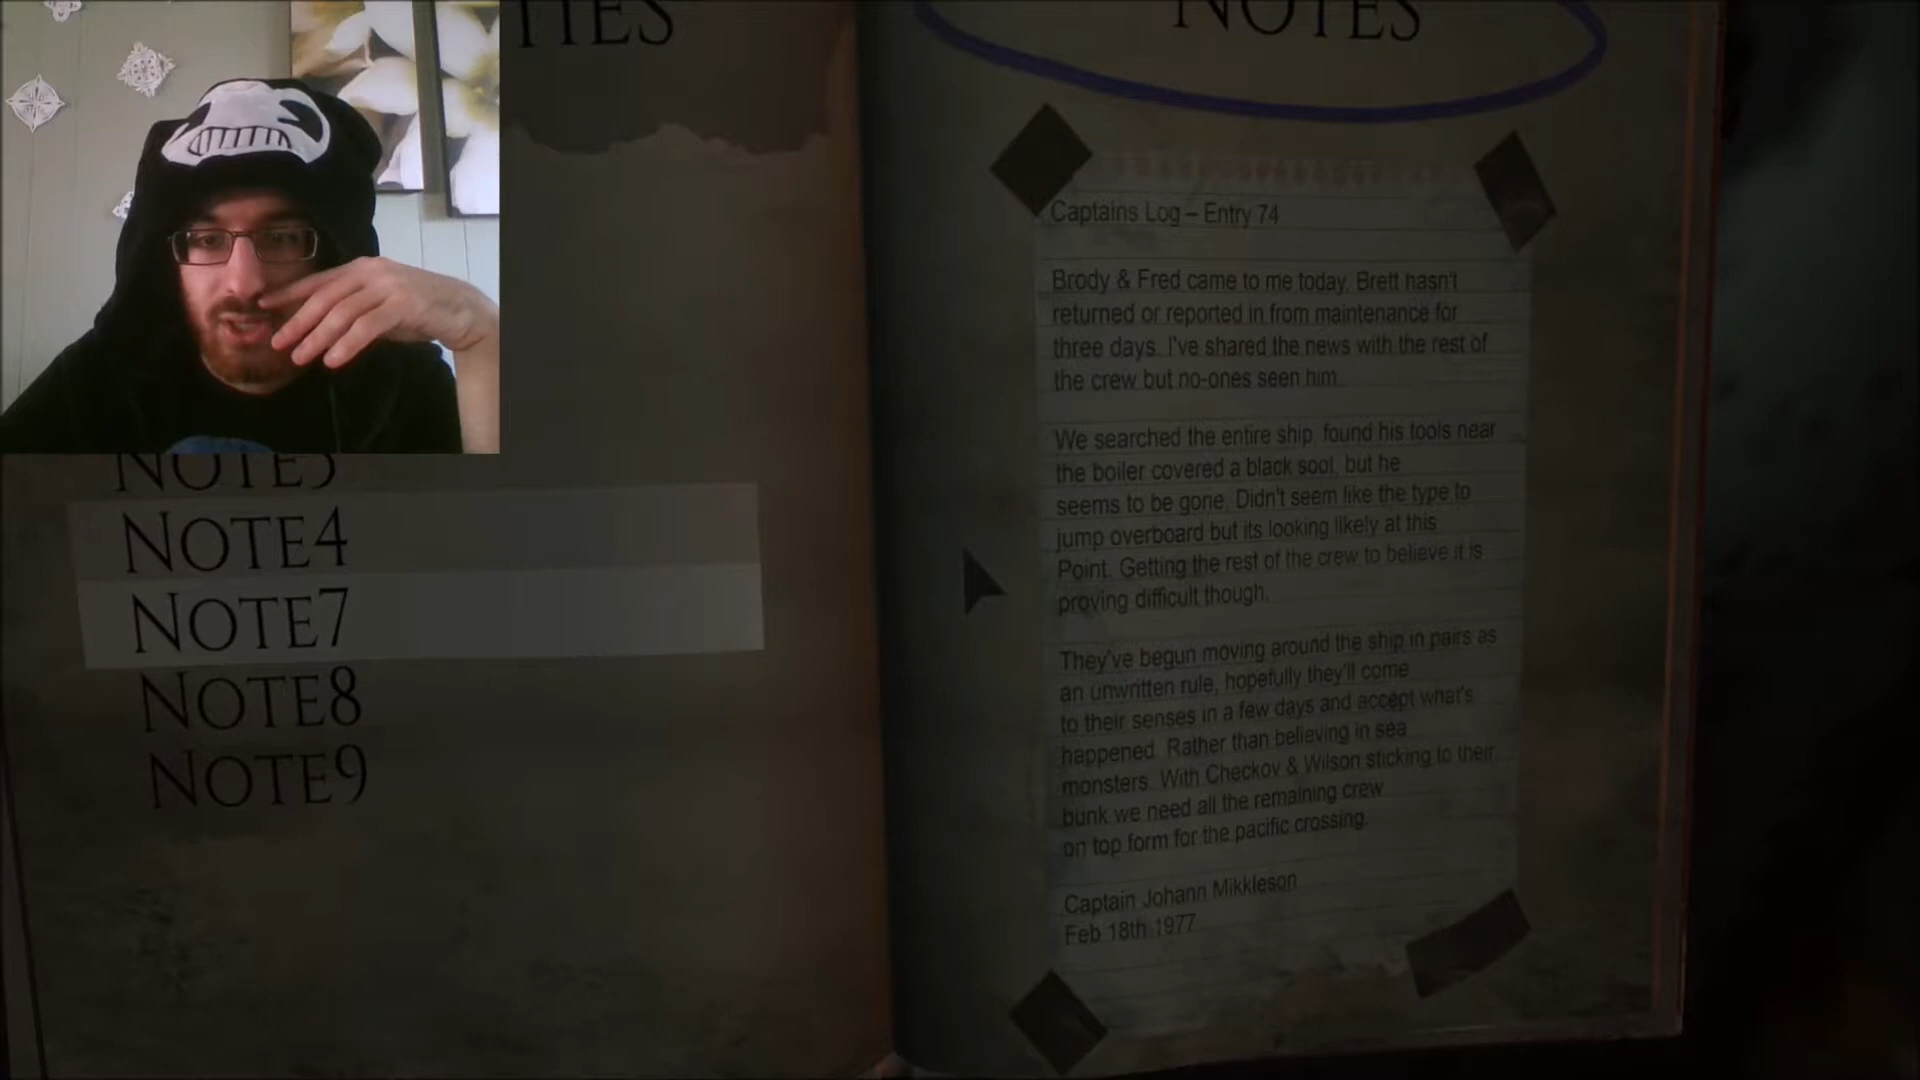 NOTES
Captains Log – Entry 74
Brody & Fred came to me today. Brett hasn't
returned or reported in from maintenance for
three days. I've shared the news with the rest of
the crew but no-ones seen him.
We searched the entire ship, found his tools near
the boiler covered a black soot, but he
seems to be gone. Didn't seem like the type to
jump overboard but its looking likely at this
Point. Getting the rest of the crew to believe it is
proving difficult though.
They've begun moving around the ship in pairs as
an unwritten rule, hopefully they'll come
to their senses in a few days and accept what's
happened. Rather than believing in sea
monsters. With Checkov & Wilson sticking to their
bunk we need all the remaining crew
on top form for the pacific crossing.
Captain Johann Mikkleson
Feb 18th 1977
NOTE4
NOTE7
NOTE8
NOTE9